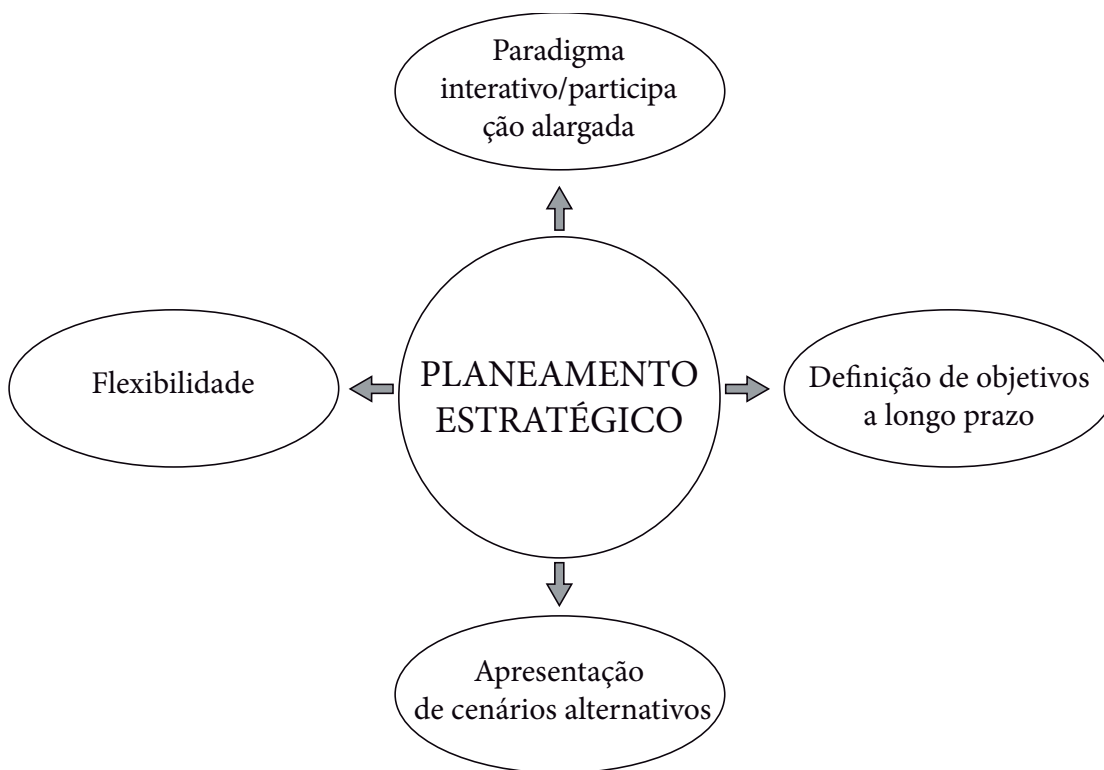 Paradigma
interativo/participa
ção alargada
Flexibilidade
PLANEAMENTO
ESTRATÉGICO
Definição de objetivos
a longo prazo
Apresentação
de cenários alternativos